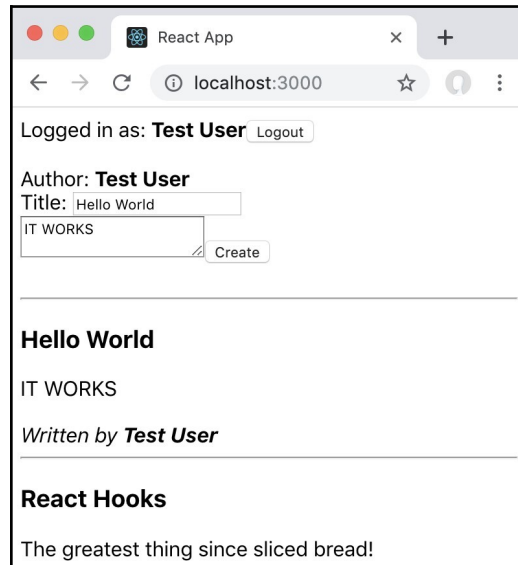 React App
localhost:3000
Logged in as: Test User Logout
Author: Test User
Title: Hello World
IT WORKS
Create
Hello World
IT WORKS
Written by Test User
React Hooks
The greatest thing since sliced bread!